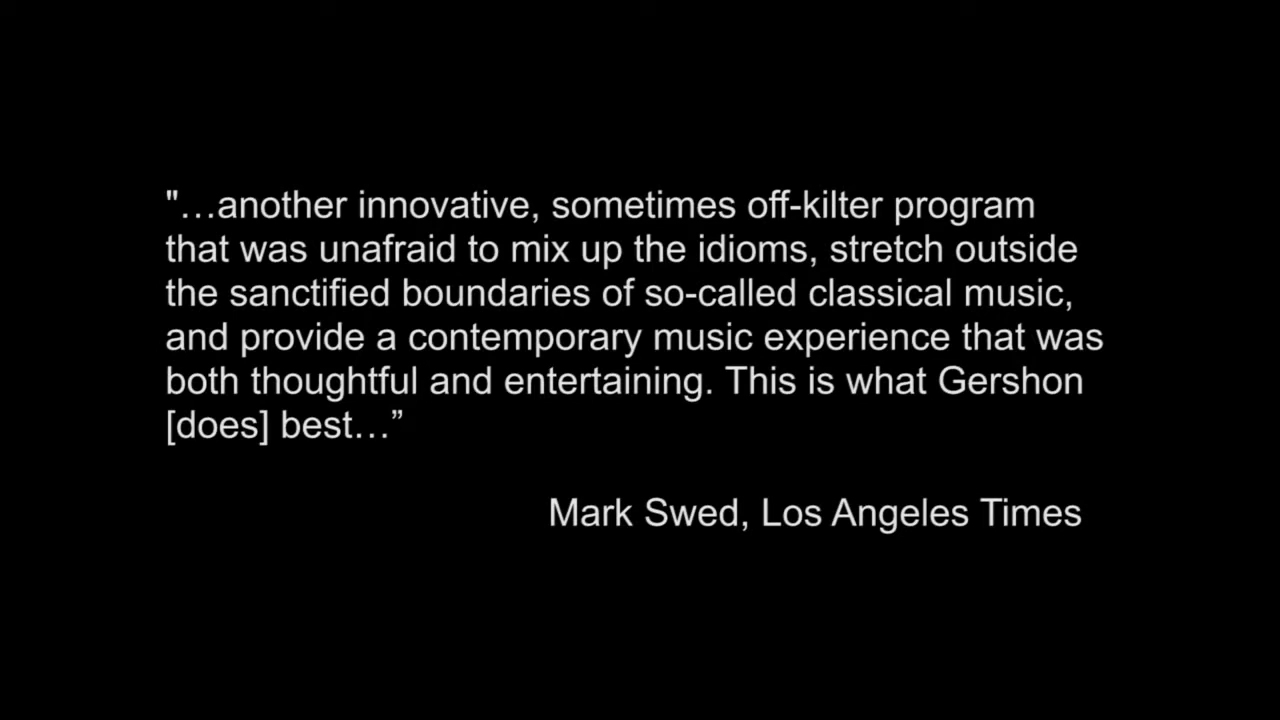 "…another innovative, sometimes off-kilter program
that was unafraid to mix up the idioms, stretch outside
the sanctified boundaries of so-called classical music,
and provide a contemporary music experience that was
both thoughtful and entertaining. This is what Gershon
[does] best…”
Mark Swed, Los Angeles Times